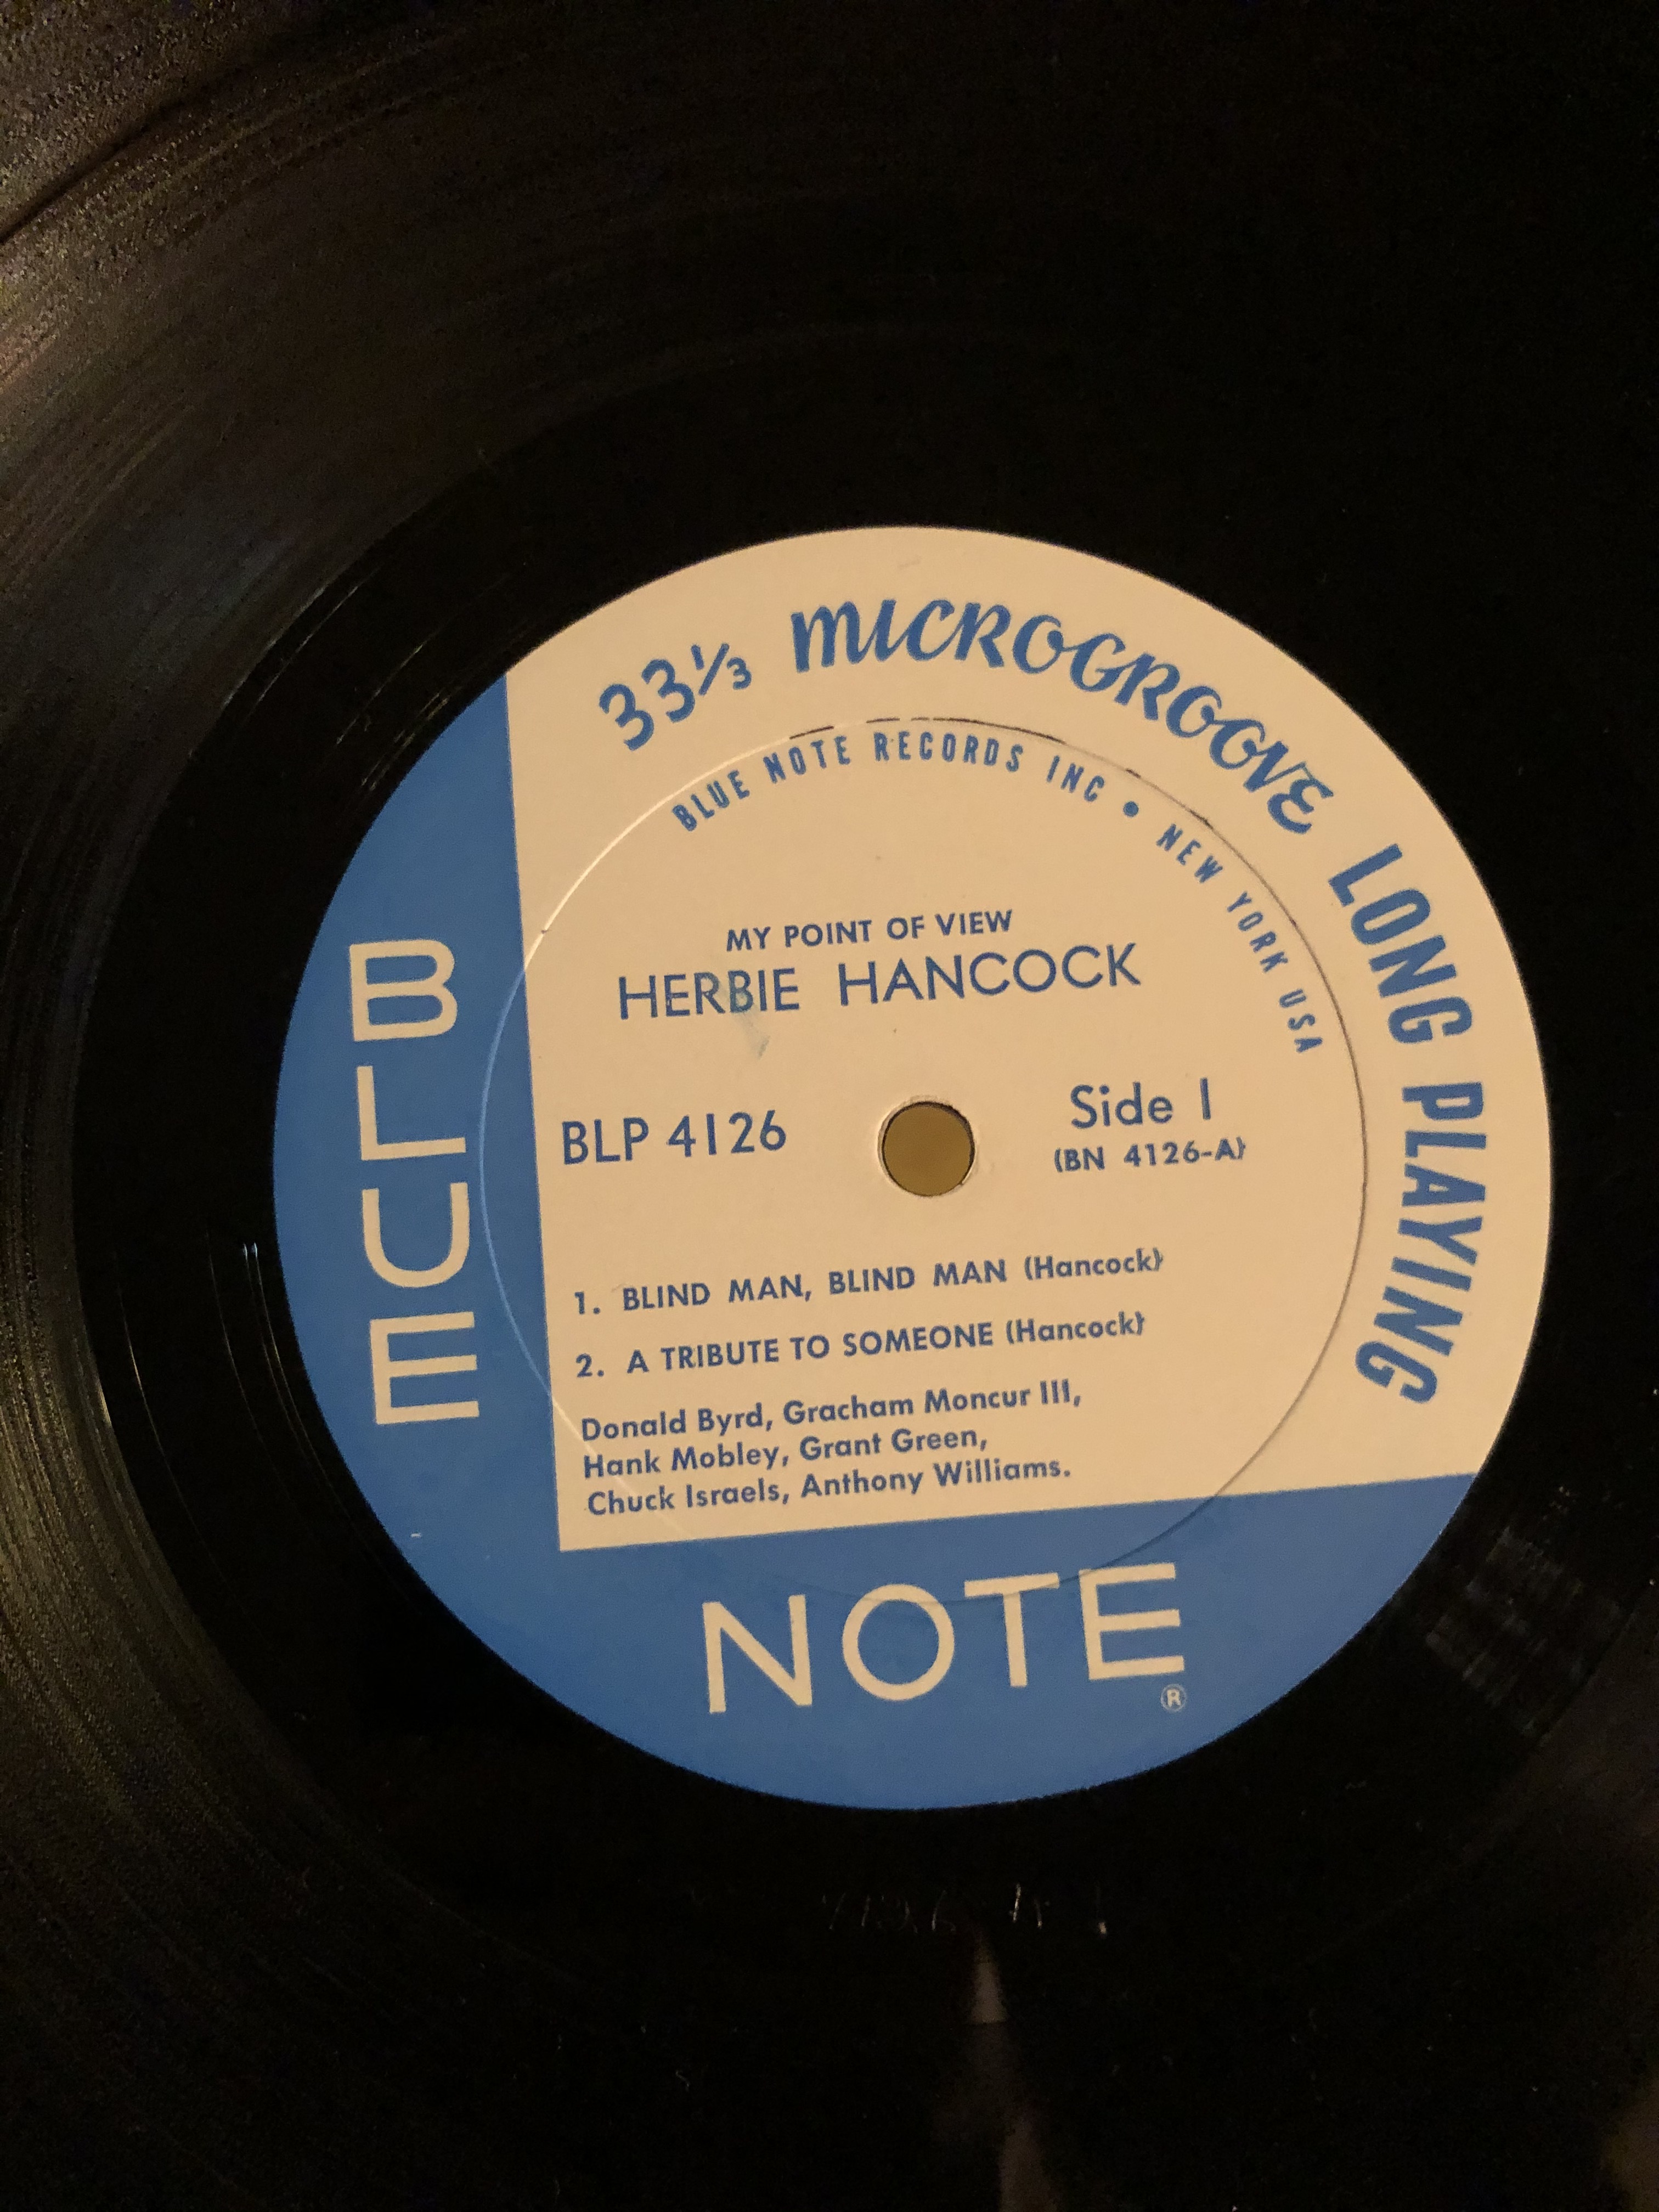 33⅓ MICROGROOVE LONG PLAYING
BLUE NOTE RECORDS INC • NEW YORK USA
MY POINT OF VIEW
HERBIE HANCOCK
BLP 4126
Side 1
(BN 4126-A)
1. BLIND MAN, BLIND MAN (Hancock)
2. A TRIBUTE TO SOMEONE (Hancock)
Donald Byrd, Gracham Moncur III,
Hank Mobley, Grant Green,
Chuck Israels, Anthony Williams.
BLUE
NOTE
®